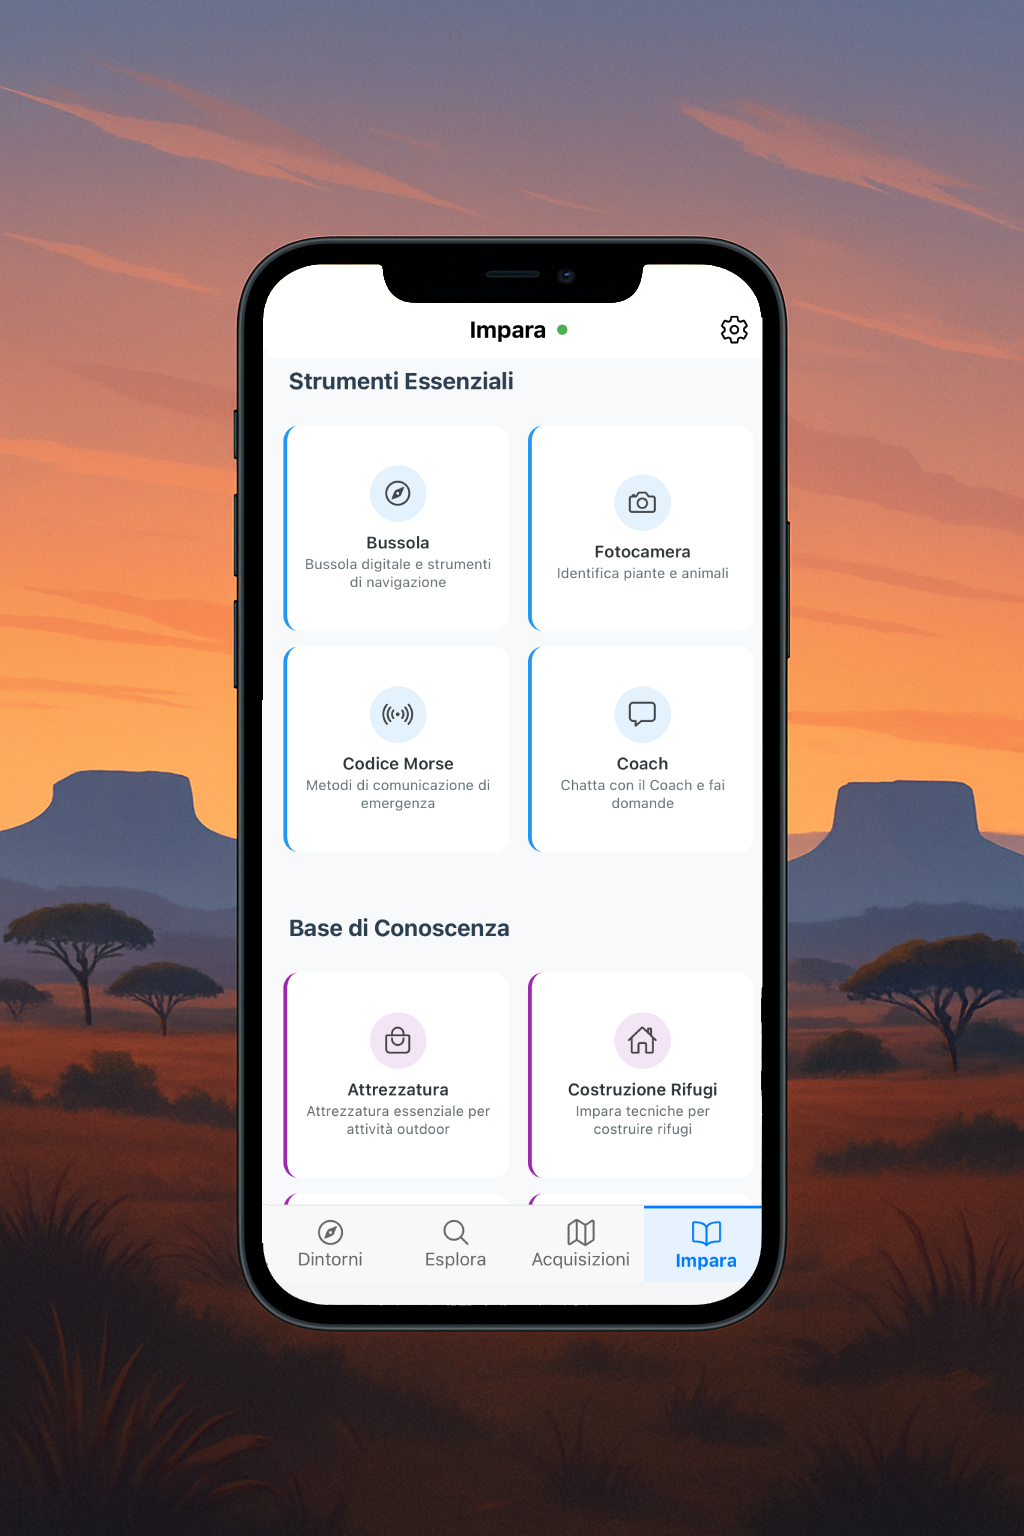 Impara
Strumenti Essenziali
Bussola
Bussola digitale e strumenti
di navigazione
Fotocamera
Identifica piante e animali
Codice Morse
Metodi di comunicazione di
emergenza
Coach
Chatta con il Coach e fai
domande
Base di Conoscenza
Attrezzatura
Attrezzatura essenziale per
attività outdoor
Costruzione Rifugi
Impara tecniche per
costruire rifugi
Dintorni
Esplora
Acquisizioni
Impara